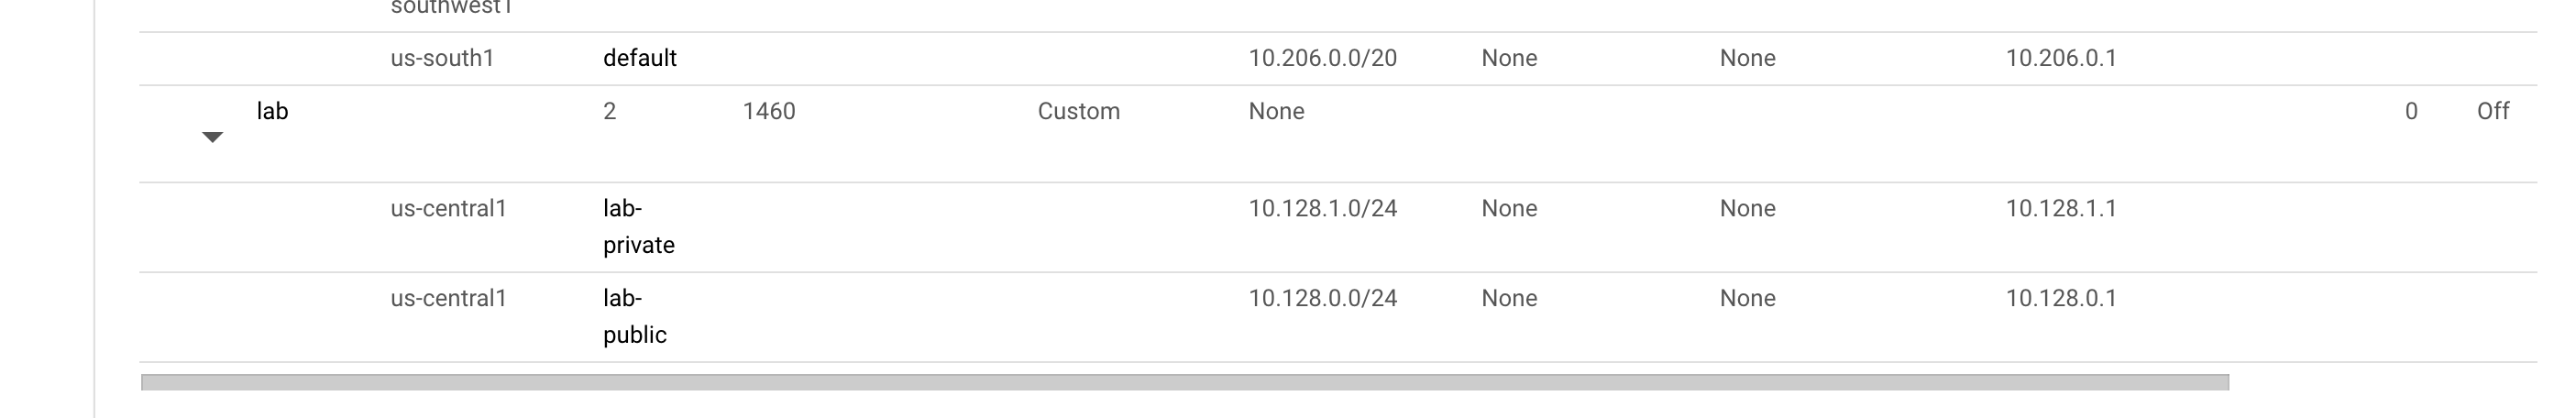 southwest1
us-south1 default 10.206.0.0/20 None None 10.206.0.1
lab 2 1460 Custom None 0 Off
us-central1 lab- 10.128.1.0/24 None None 10.128.1.1
private
us-central1 lab- 10.128.0.0/24 None None 10.128.0.1
public